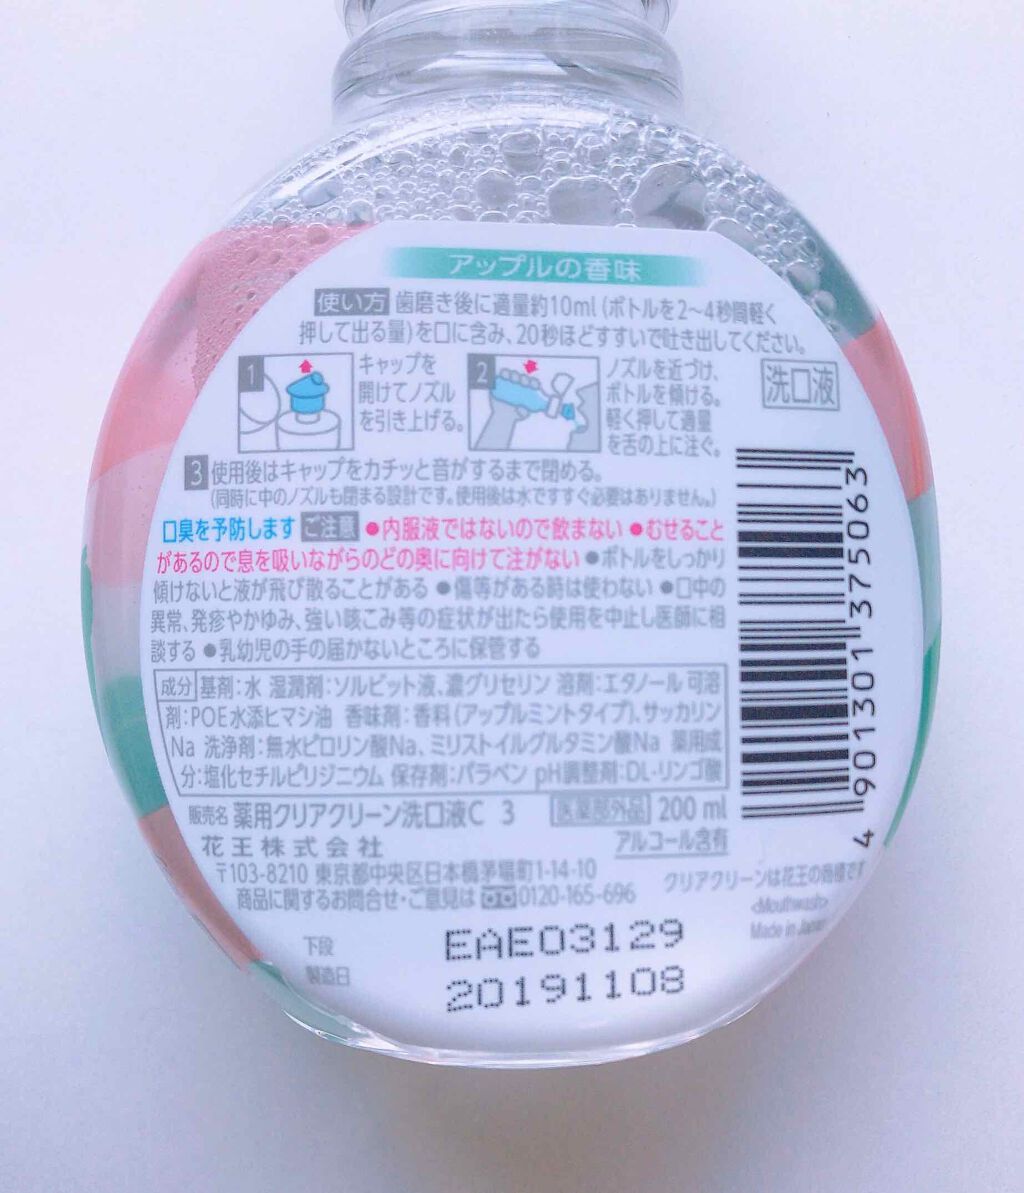 アップルの香味
使い方 歯磨き後に適量約10ml(ボトルを2~4秒間軽く
押して出る量)を口に含み、20秒ほどすすいで吐き出してください。
1
キャップを
開けてノズル
を引き上げる。
2
ノズルを近づけ、
ボトルを傾ける。
軽く押して適量
を舌の上に注ぐ。
洗口液
3 使用後はキャップをカチッと音がするまで閉める。
(同時に中のノズルも閉まる設計です。使用後は水ですすぐ必要はありません。)
口臭を予防します ご注意 ●内服液ではないので飲まない ●むせること
があるので息を吸いながらのどの奥に向けて注がない ●ボトルをしっかり
傾けないと液が飛び散ることがある ●傷等がある時は使わない ●口中の
異常、発疹やかゆみ、強い咳こみ等の症状が出たら使用を中止し医師に相
談する ●乳幼児の手の届かないところに保管する
成分 基剤:水 湿潤剤:ソルビット液、濃グリセリン 溶剤:エタノール 可溶
剤:POE水添ヒマシ油 香味剤:香料(アップルミントタイプ)、サッカリン
Na 洗浄剤:無水ピロリン酸Na、ミリストイルグルタミン酸Na 薬用成
分:塩化セチルピリジニウム 保存剤:パラベン pH調整剤:DL-リンゴ酸
販売名 薬用クリアクリーン洗口液C 3 医薬部外品 200 ml
花王株式会社 アルコール含有
〒103-8210 東京都中央区日本橋茅場町1-14-10
クリアクリーンは花王の商標です
商品に関するお問合せ・ご意見は 0120-165-696
<Mouthwash>
Made in Japan
下段
製造日
EAE03129
20191108
4 901301 375063